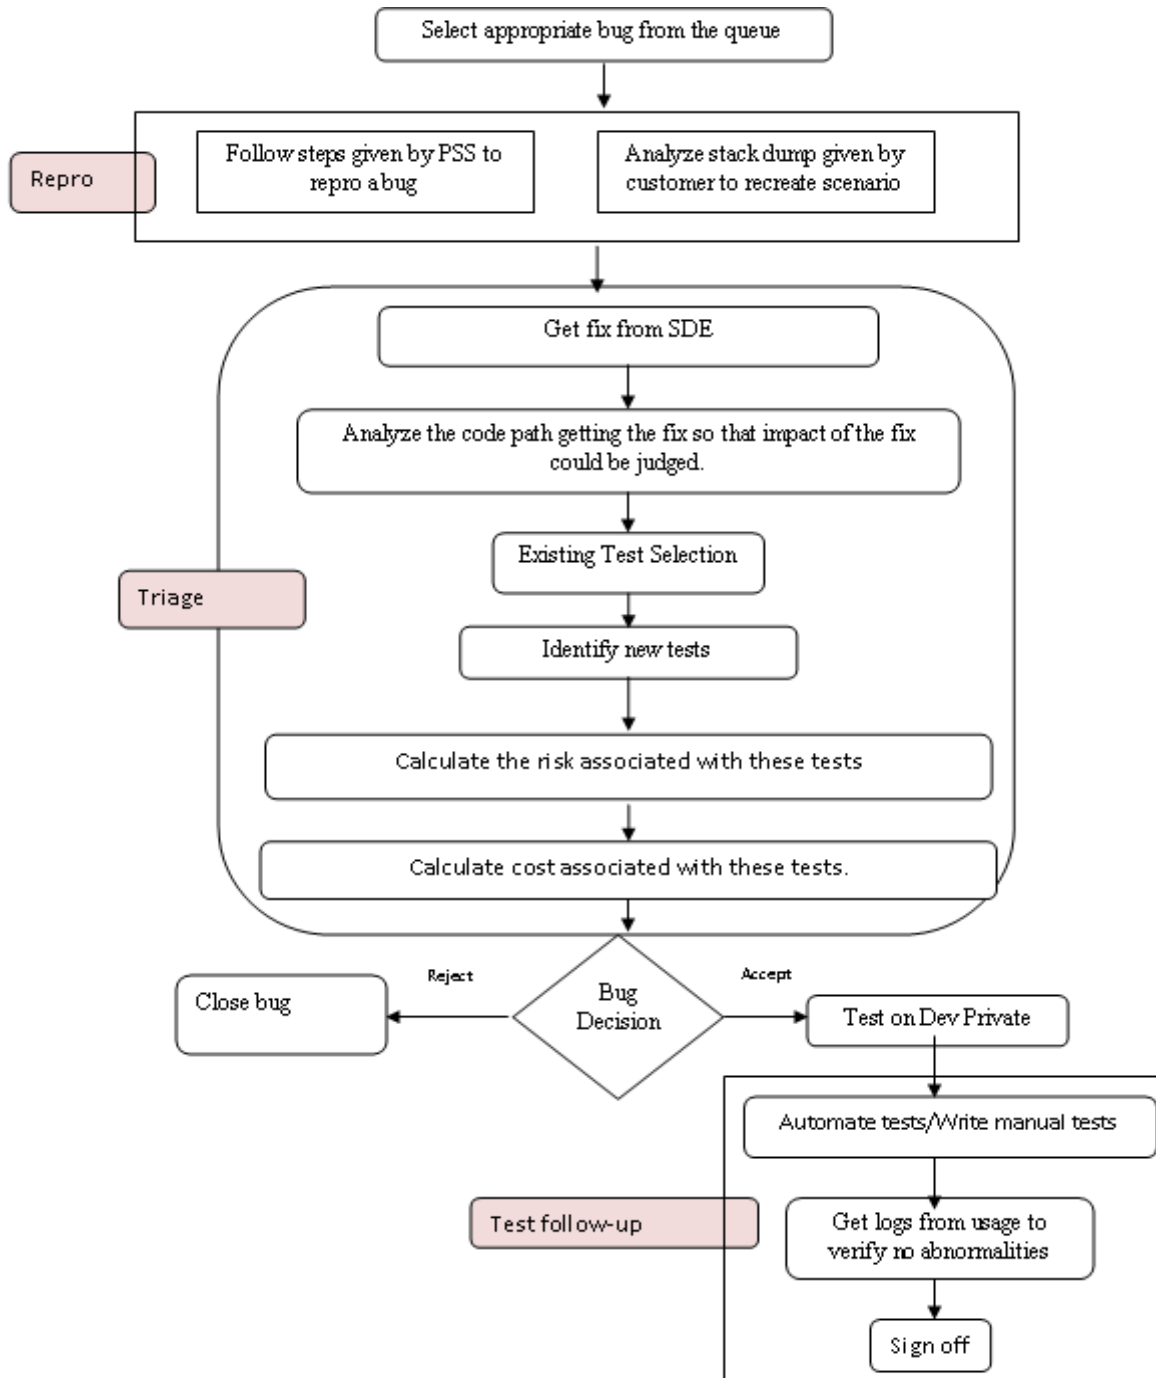 Select appropriate bug from the queue
Repro
Follow steps given by PSS to
repro a bug
Analyze stack dump given by
customer to recreate scenario
Get fix from SDE
Analyze the code path getting the fix so that impact of the fix
could be judged.
Existing Test Selection
Triage
Identify new tests
Calculate the risk associated with these tests
Calculate cost associated with these tests.
Reject
Accept
Close bug
Bug
Decision
Test on Dev Private
Automate tests/Write manual tests
Test follow-up
Get logs from usage to
verify no abnormalities
Sign off